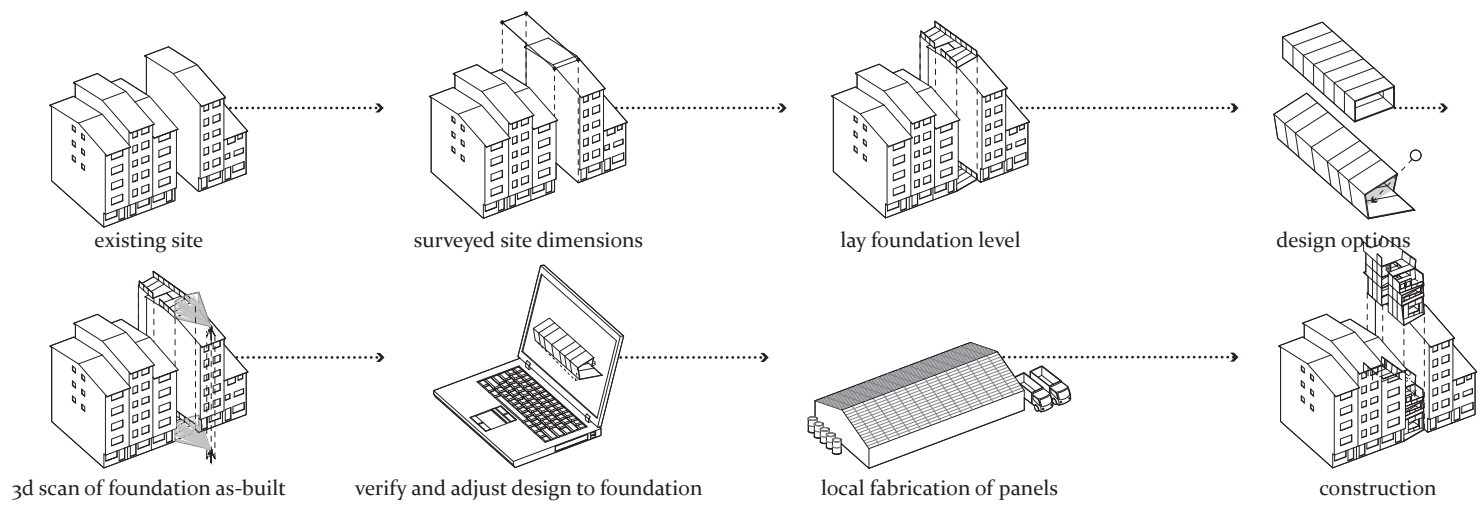 existing site
surveyed site dimensions
lay foundation level
design options
3d scan of foundation as-built
verify and adjust design to foundation
local fabrication of panels
construction